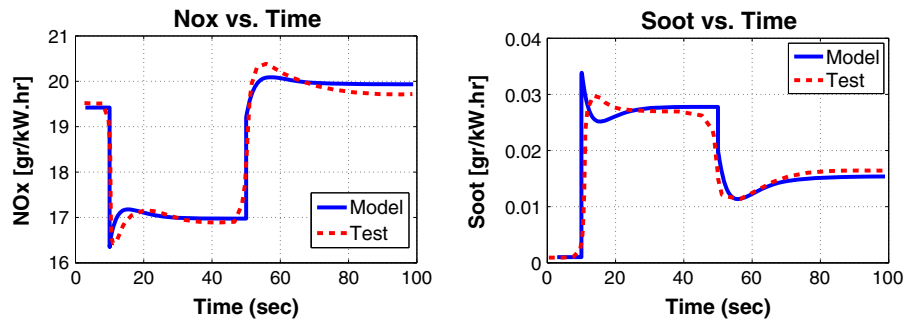 Nox vs. Time
NOx [gr/kW.hr]
21
20
19
18
17
16
0
20
40
60
80
100
Time (sec)
Model
Test
Soot vs. Time
Soot [gr/kW.hr]
0.04
0.03
0.02
0.01
0
0
20
40
60
80
100
Time (sec)
Model
Test